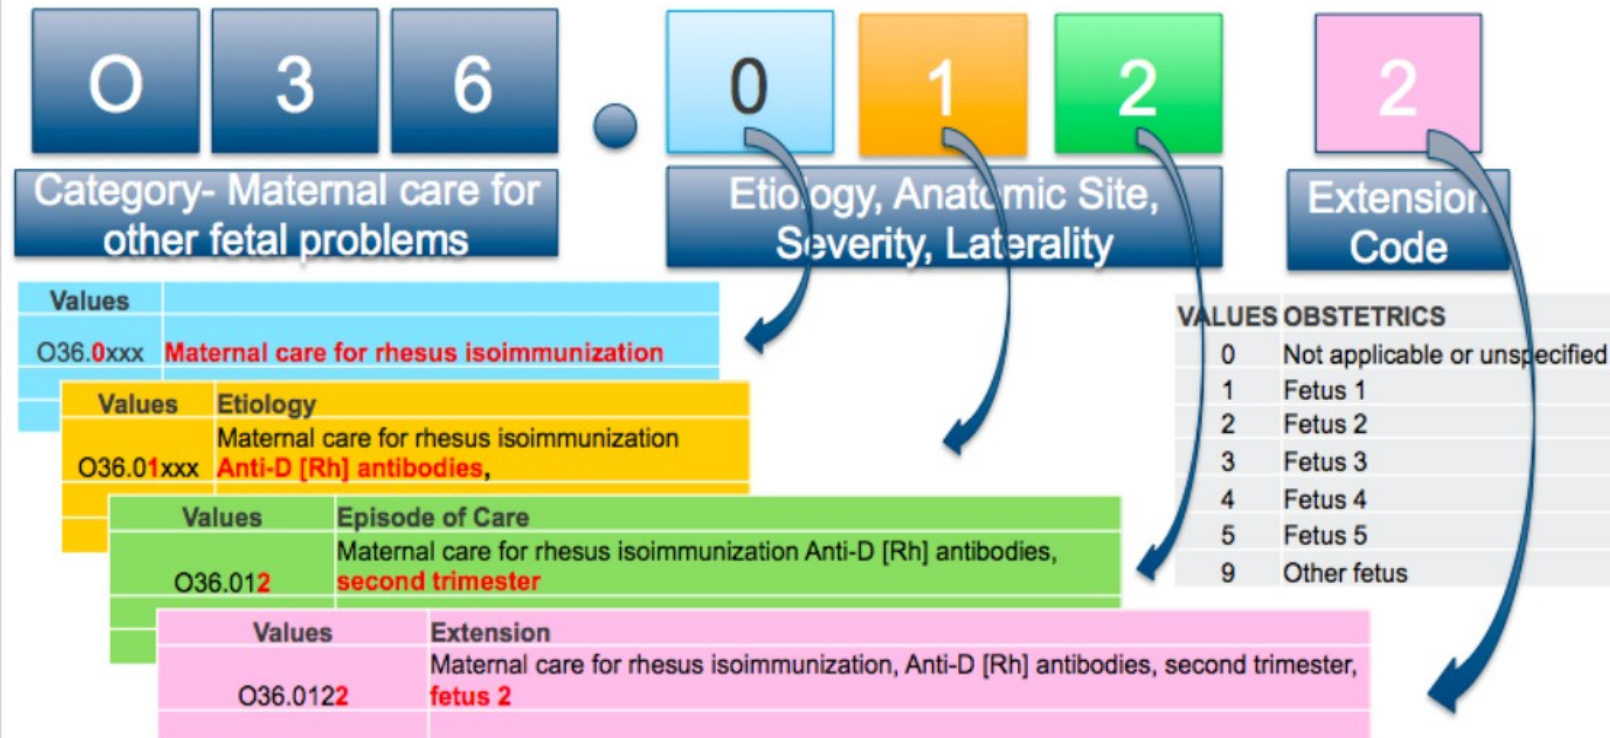 O 3 6 . 0 1 2 2
Category- Maternal care for
other fetal problems
Etiology, Anatomic Site,
Severity, Laterality
Extension
Code
Values
O36.0xxx Maternal care for rhesus isoimmunization
Values Etiology
Maternal care for rhesus isoimmunization
O36.01xxx Anti-D [Rh] antibodies,
Values Episode of Care
Maternal care for rhesus isoimmunization Anti-D [Rh] antibodies,
O36.012 second trimester
Values Extension
Maternal care for rhesus isoimmunization, Anti-D [Rh] antibodies, second trimester,
O36.0122 fetus 2
VALUES OBSTETRICS
0 Not applicable or unspecified
1 Fetus 1
2 Fetus 2
3 Fetus 3
4 Fetus 4
5 Fetus 5
9 Other fetus